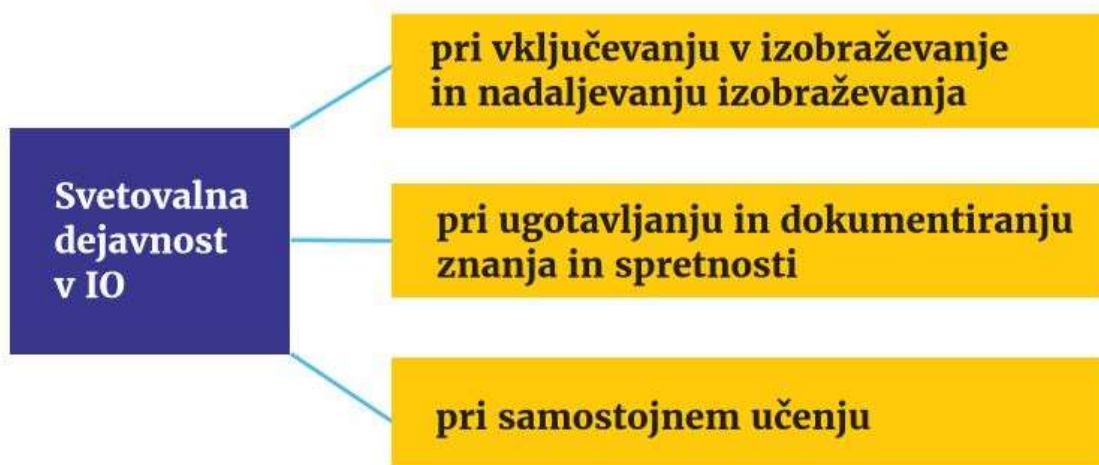 Svetovalna
dejavnost
v IO
pri vključevanju v izobraževanje
in nadaljevanju izobraževanja
pri ugotavljanju in dokumentiranju
znanja in spretnosti
pri samostojnem učenju